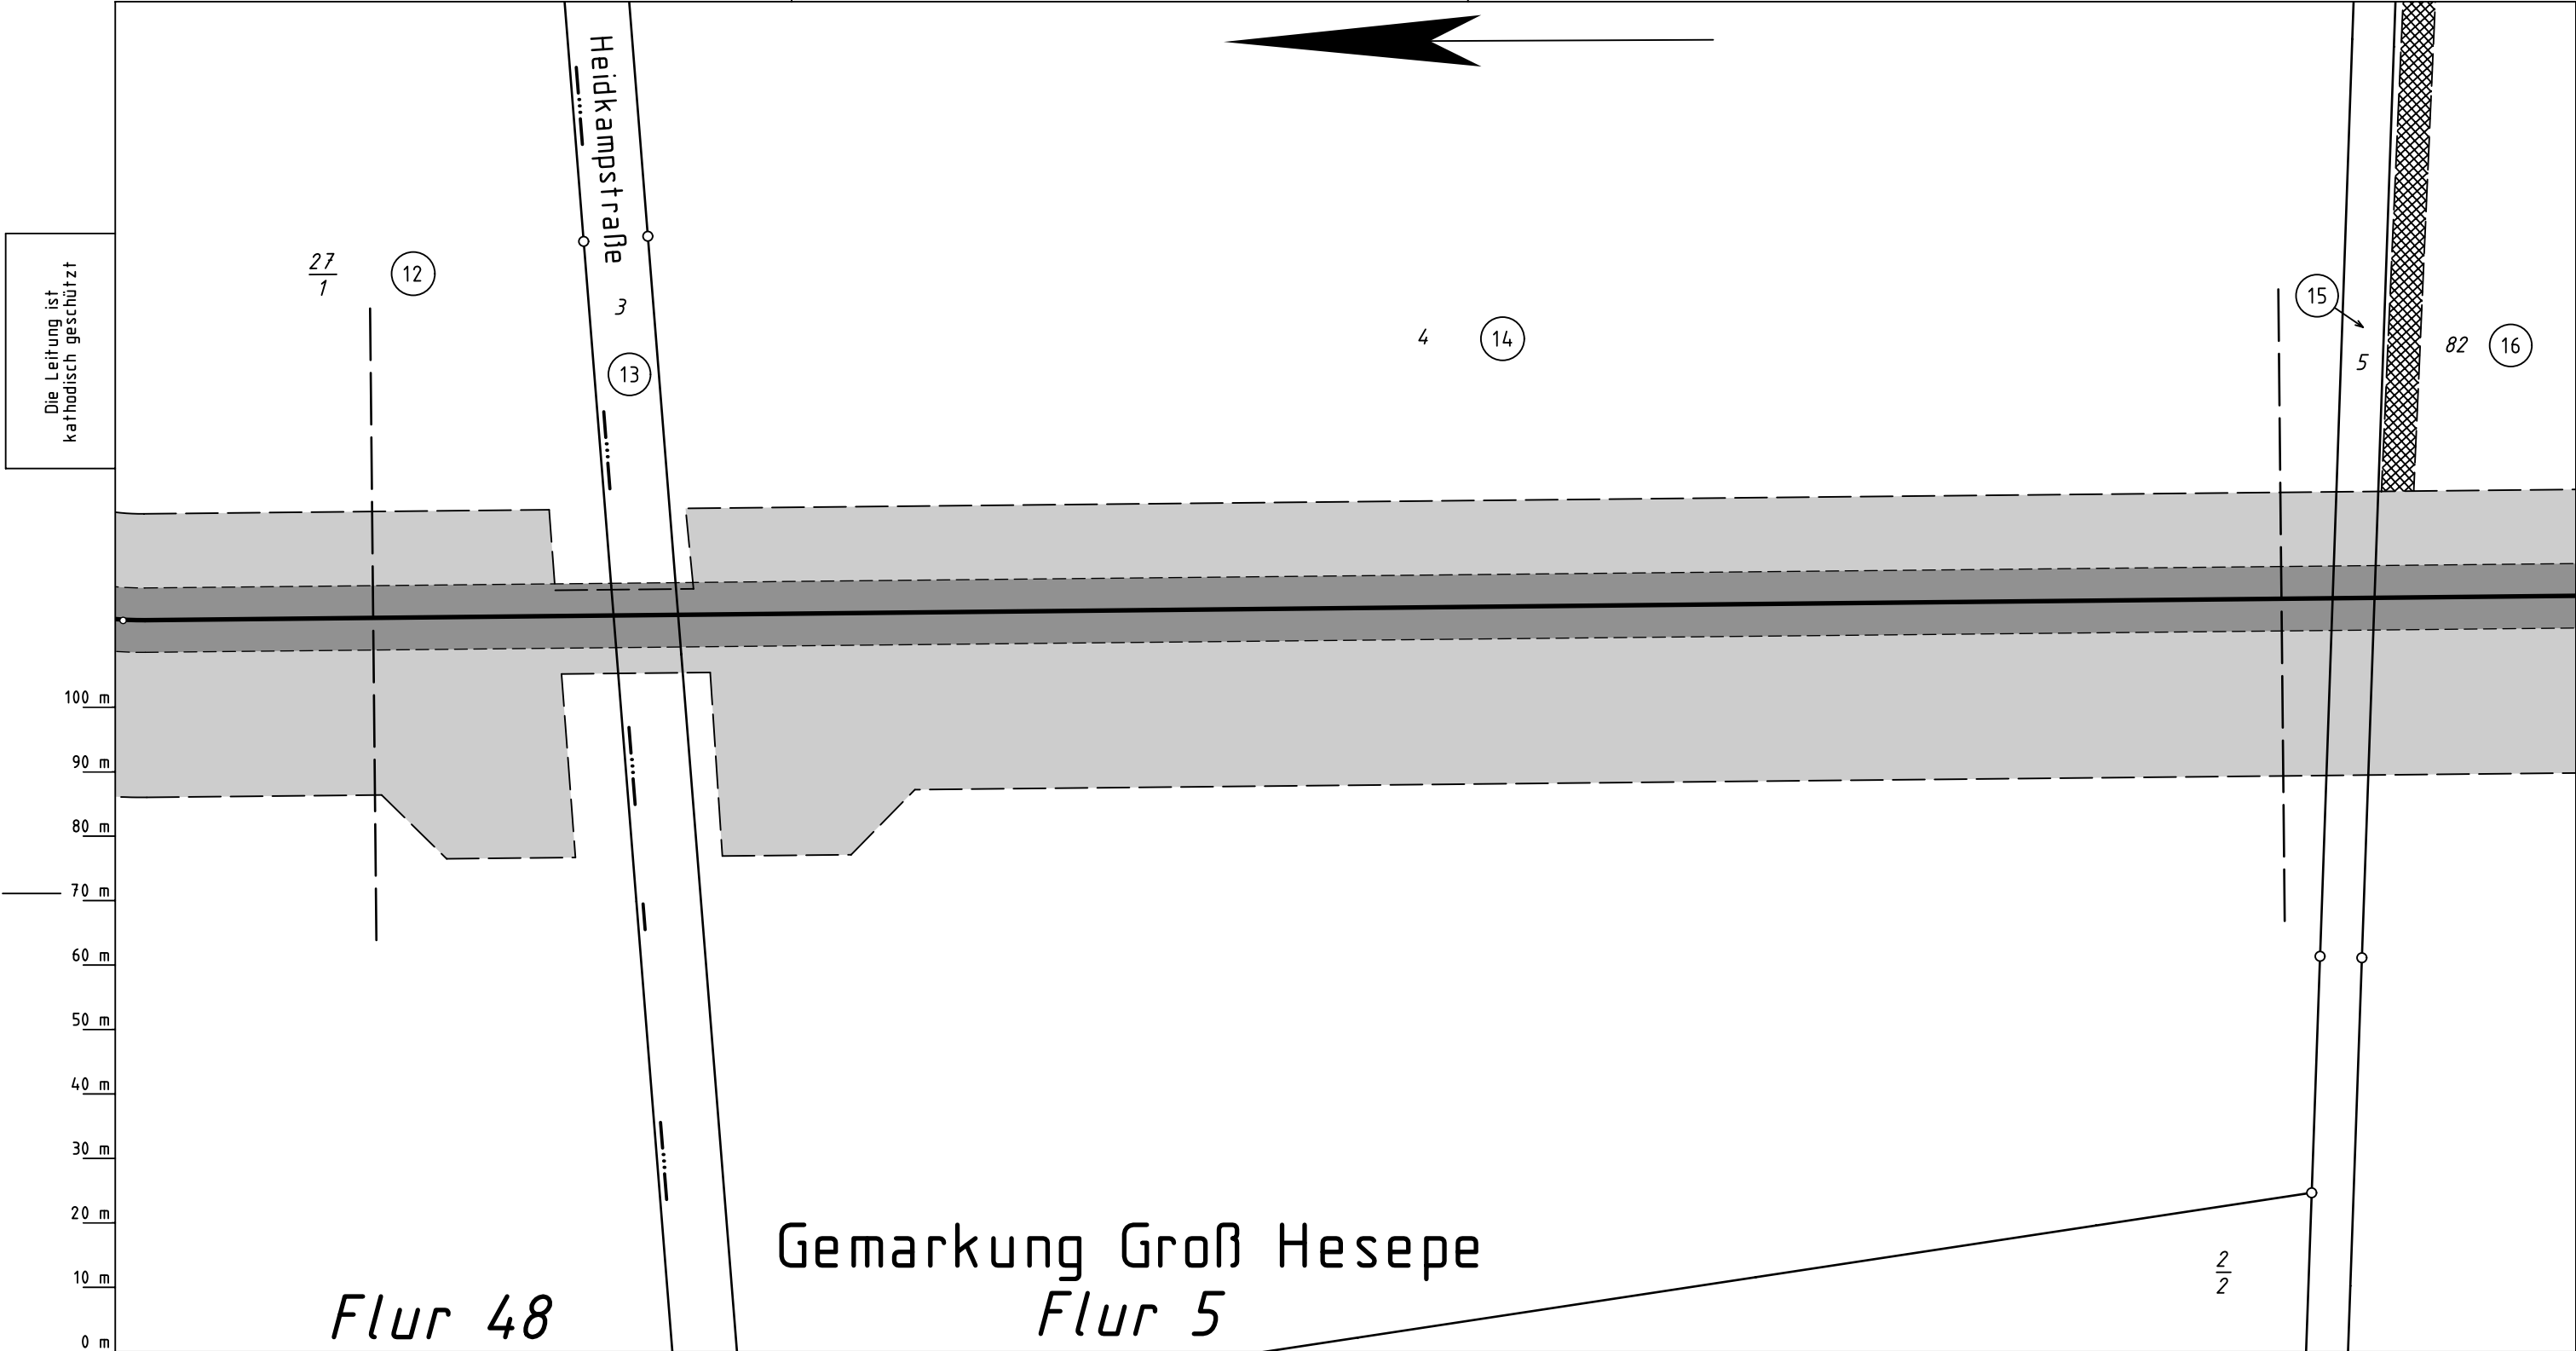 Heidkampstraße
27
1
12
3
13
4
14
15
5
82
16
Die Leitung ist
kathodisch geschützt
100 m
90 m
80 m
70 m
60 m
50 m
40 m
30 m
20 m
10 m
0 m
Gemarkung Groß Hesepe
Flur 48
Flur 5
2
2